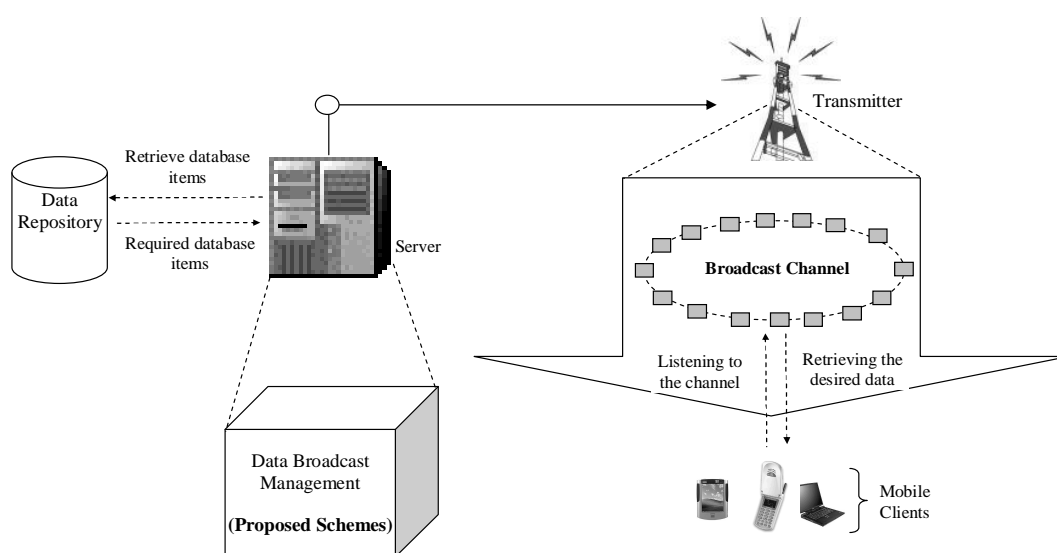 Transmitter
Retrieve database
items
Data
Repository
Required database
items
Server
Broadcast Channel
Listening to
the channel
Retrieving the
desired data
Data Broadcast
Management
(Proposed Schemes)
Mobile
Clients